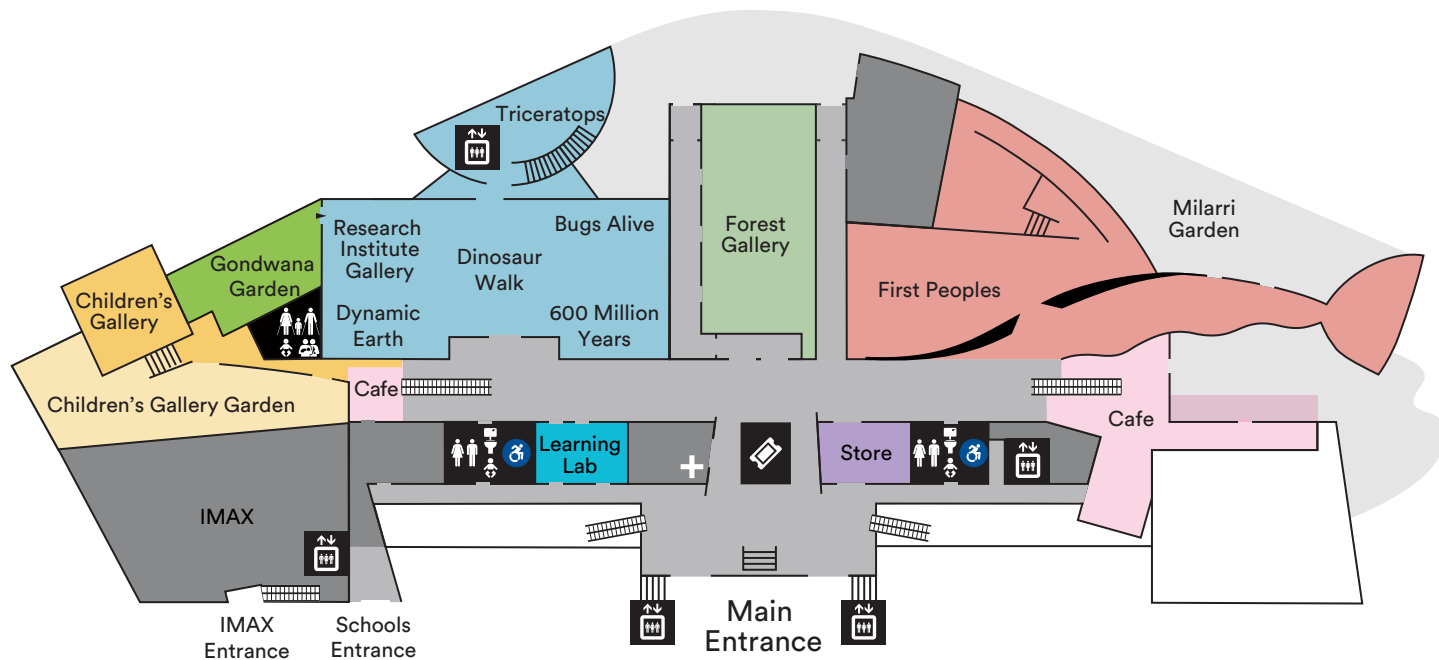 Triceratops
Bugs Alive
Research
Institute
Gallery
Dinosaur
Walk
Dynamic
Earth
600 Million
Years
Forest
Gallery
Milarri
Garden
First Peoples
Gondwana
Garden
Children's
Gallery
Children's Gallery Garden
Cafe
Cafe
Learning
Lab
Store
IMAX
IMAX
Entrance
Schools
Entrance
Main
Entrance